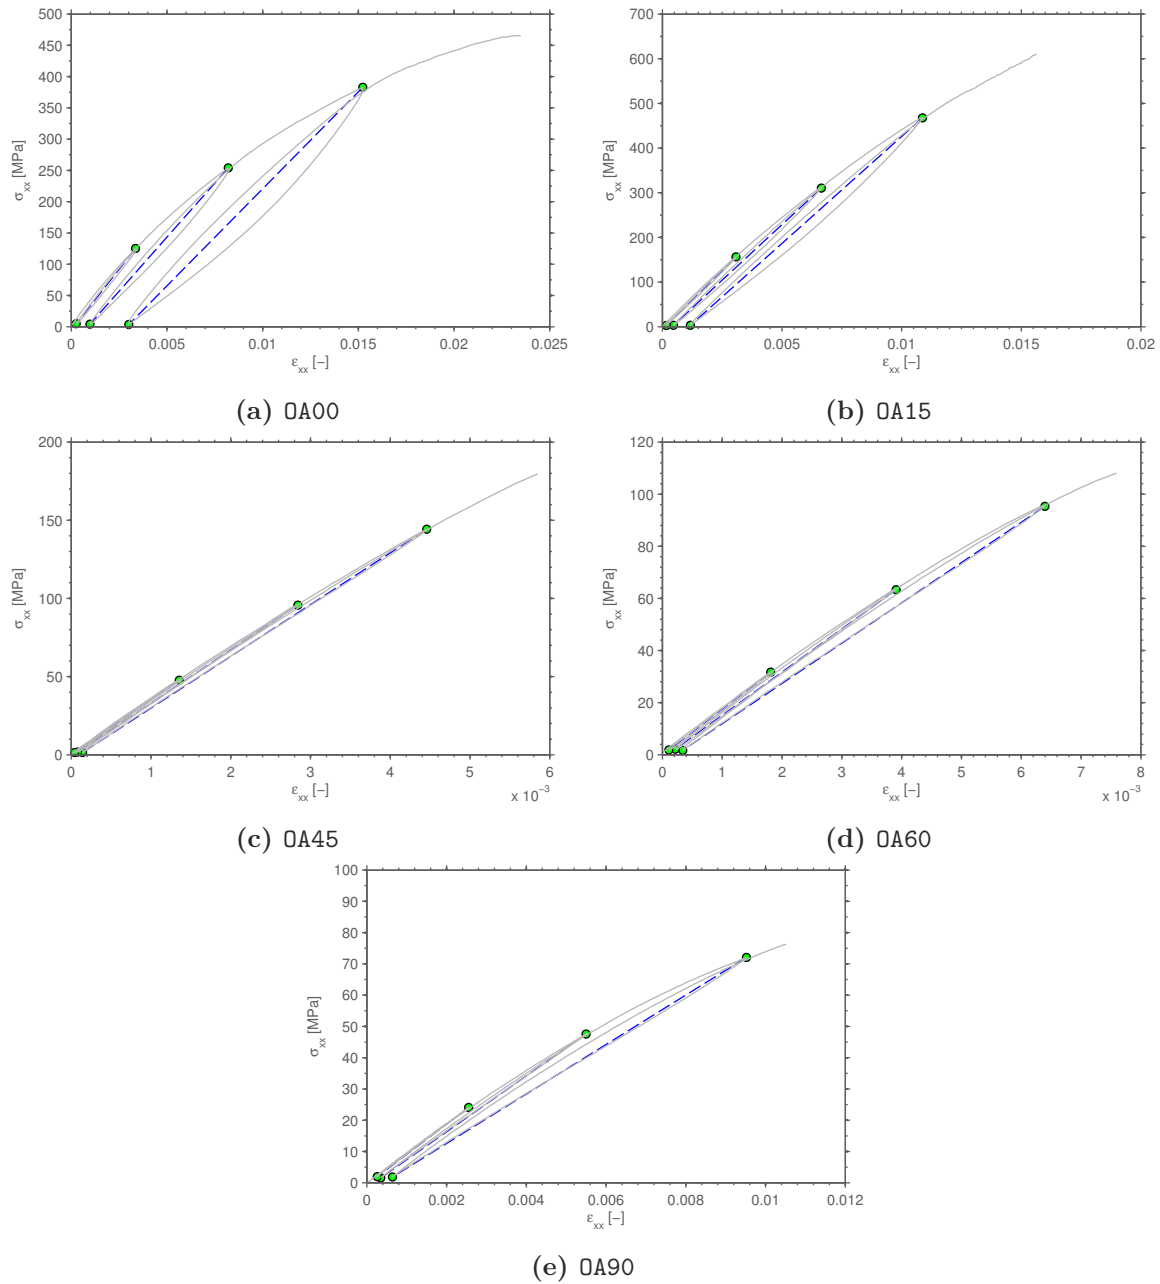 500
450
400
350
300
250
200
150
100
50
0
σxx [MPa]
0 0.005 0.01 0.015 0.02 0.025
εxx [–]
(a) OA00
700
600
500
400
300
200
100
0
σxx [MPa]
0 0.005 0.01 0.015 0.02
εxx [–]
(b) OA15
200
150
100
50
0
σxx [MPa]
0 1 2 3 4 5 6
εxx [–]
x 10⁻³
(c) OA45
120
100
80
60
40
20
0
σxx [MPa]
0 1 2 3 4 5 6 7 8
εxx [–]
x 10⁻³
(d) OA60
100
90
80
70
60
50
40
30
20
10
0
σxx [MPa]
0 0.002 0.004 0.006 0.008 0.01 0.012
εxx [–]
(e) OA90